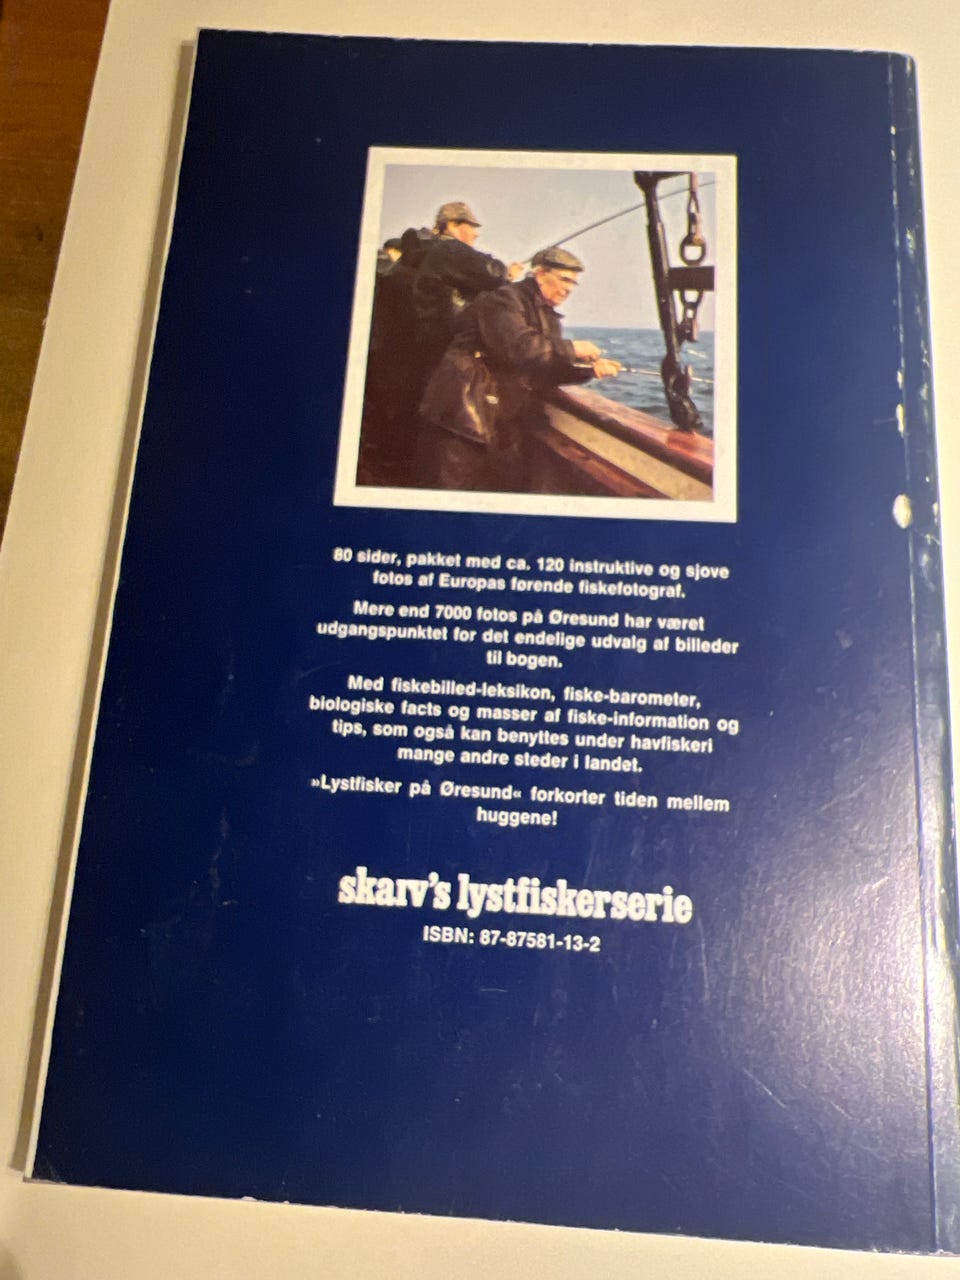 80 sider, pakket med ca. 120 instruktive og sjove
fotos af Europas førende fiskefotograf.
Mere end 7000 fotos på Øresund har været
udgangspunktet for det endelige udvalg af billeder
til bogen.
Med fiskebilled-leksikon, fiske-barometer,
biologiske facts og masser af fiske-information og
tips, som også kan benyttes under havfiskeri
mange andre steder i landet.
»Lystfisker på Øresund« forkorter tiden mellem
huggene!
skarv's lystfiskerserie
ISBN: 87-87581-13-2